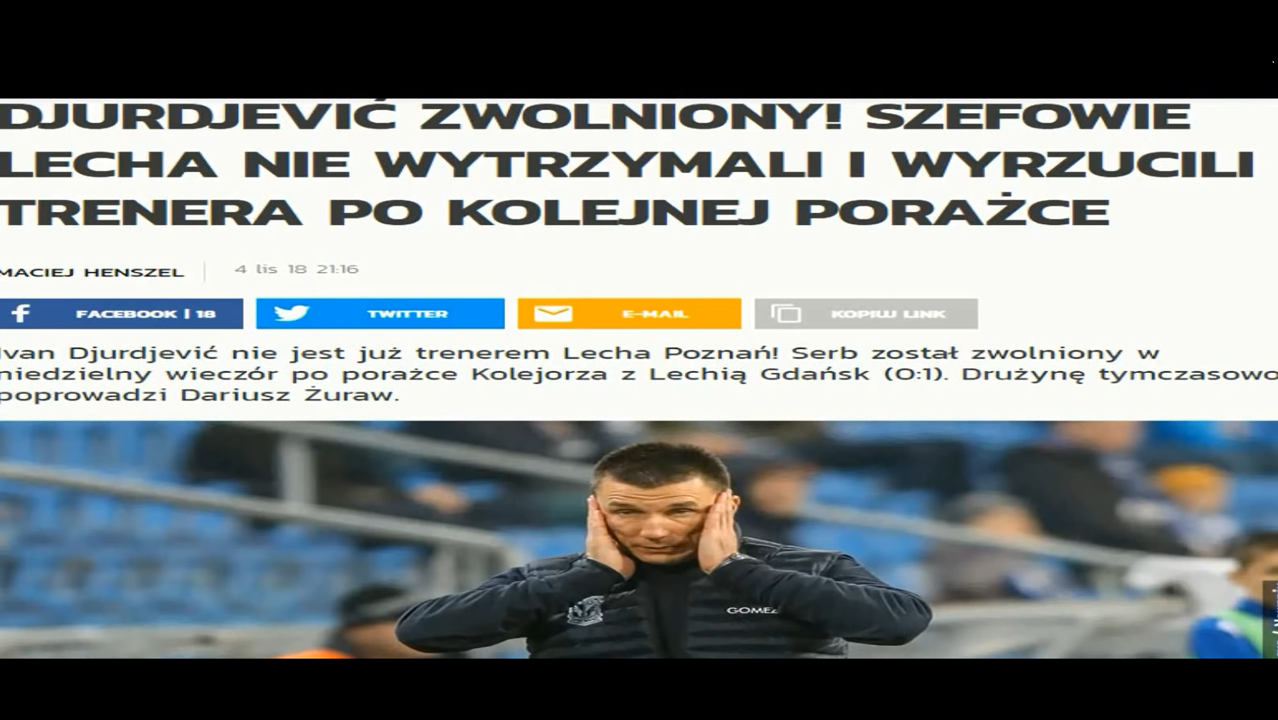 DJURDJEVIĆ ZWOLNIONY! SZEFOWIE
LECHA NIE WYTRZYMALI I WYRZUCILI
TRENERA PO KOLEJNEJ PORAŻCE
MACIEJ HENSZEL 4 lis 18 21:16
FACEBOOK | 18 TWITTER E-MAIL KOPIUJ LINK
Ivan Djurdjević nie jest już trenerem Lecha Poznań! Serb został zwolniony w
niedzielny wieczór po porażce Kolejorza z Lechią Gdańsk (0:1). Drużynę tymczasowo
poprowadzi Dariusz Żuraw.
GOMEZ